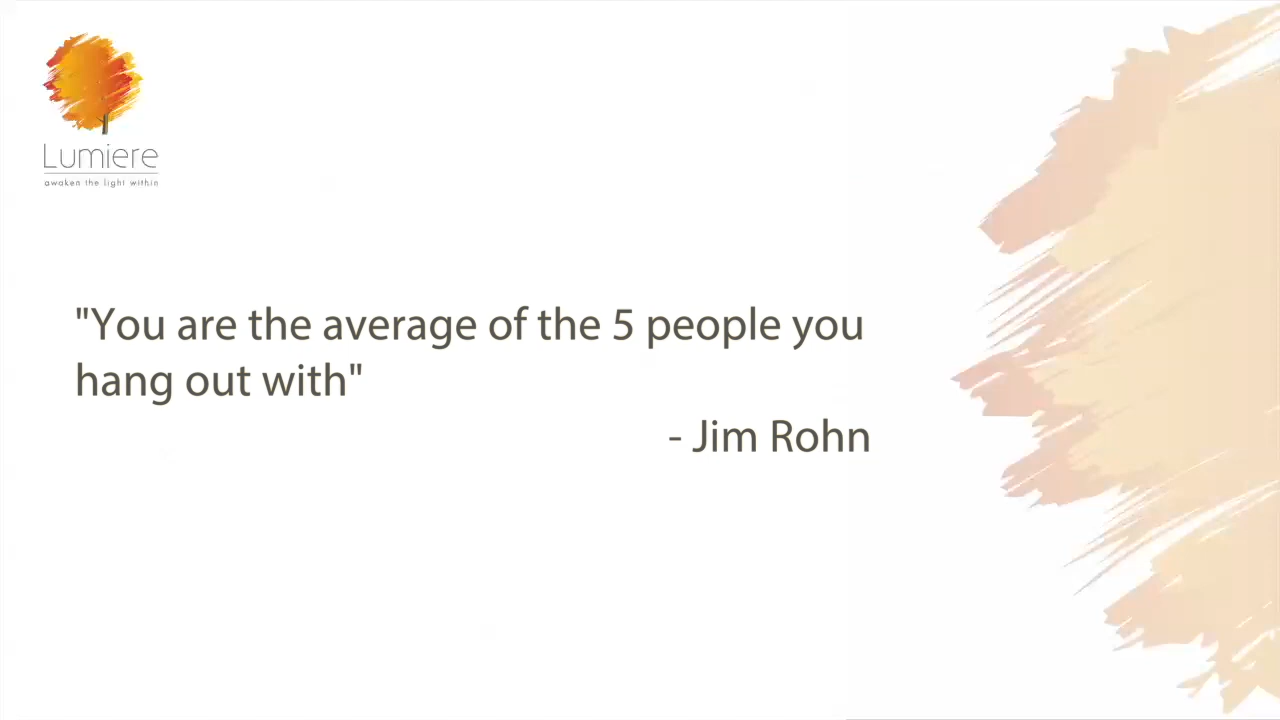 Lumiere
awaken the light within
"You are the average of the 5 people you
hang out with"
- Jim Rohn